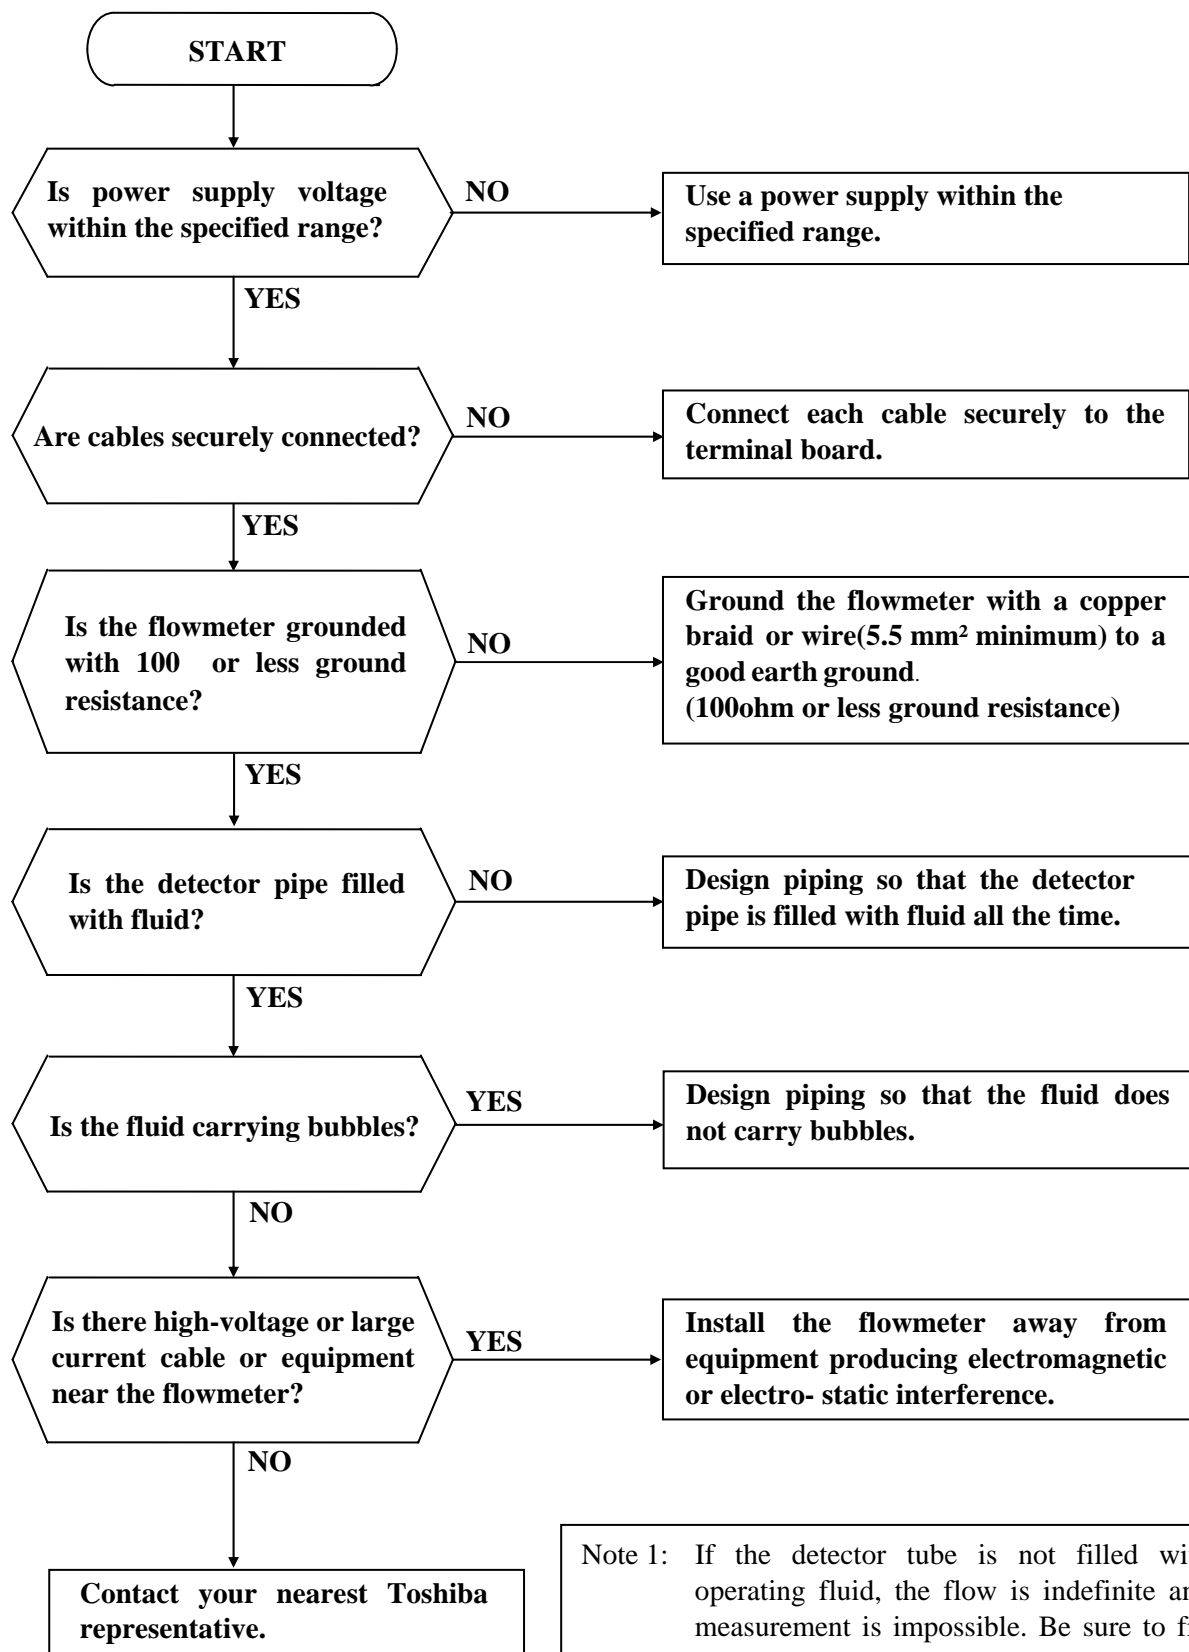 START
Is power supply voltage
within the specified range?
NO
Use a power supply within the
specified range.
YES
Are cables securely connected?
NO
Connect each cable securely to the
terminal board.
YES
Is the flowmeter grounded
with 100 or less ground
resistance?
NO
Ground the flowmeter with a copper
braid or wire(5.5 mm² minimum) to a
good earth ground.
(100ohm or less ground resistance)
YES
Is the detector pipe filled
with fluid?
NO
Design piping so that the detector
pipe is filled with fluid all the time.
YES
Is the fluid carrying bubbles?
YES
Design piping so that the fluid does
not carry bubbles.
NO
Is there high-voltage or large
current cable or equipment
near the flowmeter?
YES
Install the flowmeter away from
equipment producing electromagnetic
or electro- static interference.
NO
Contact your nearest Toshiba
representative.
Note 1: If the detector tube is not filled
operating fluid, the flow is indefinite
measurement is impossible. Be sure to